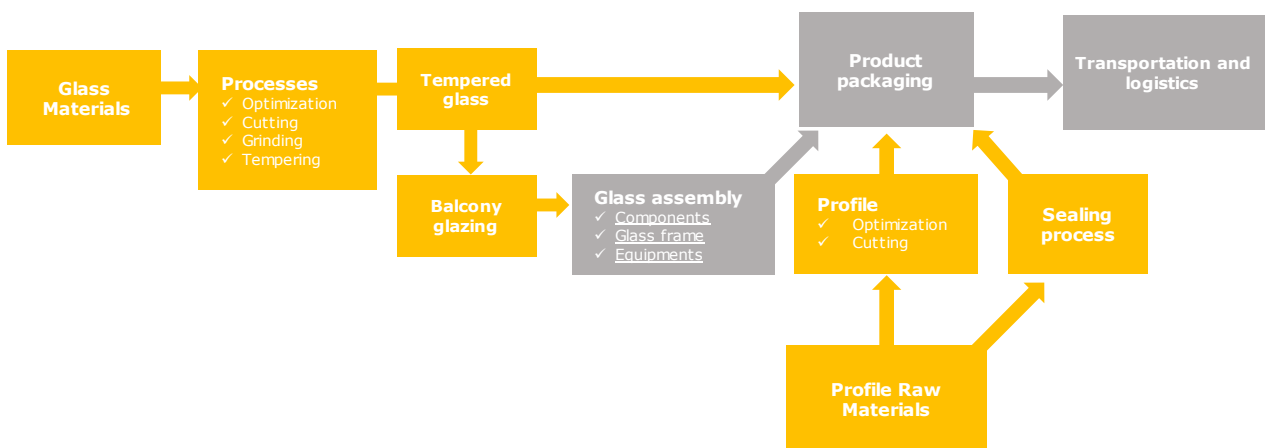 Glass
Materials
Processes
✓ Optimization
✓ Cutting
✓ Grinding
✓ Tempering
Tempered
glass
Balcony
glazing
Glass assembly
✓ Components
✓ Glass frame
✓ Equipments
Product
packaging
Transportation and
logistics
Profile
✓ Optimization
✓ Cutting
Sealing
process
Profile Raw
Materials